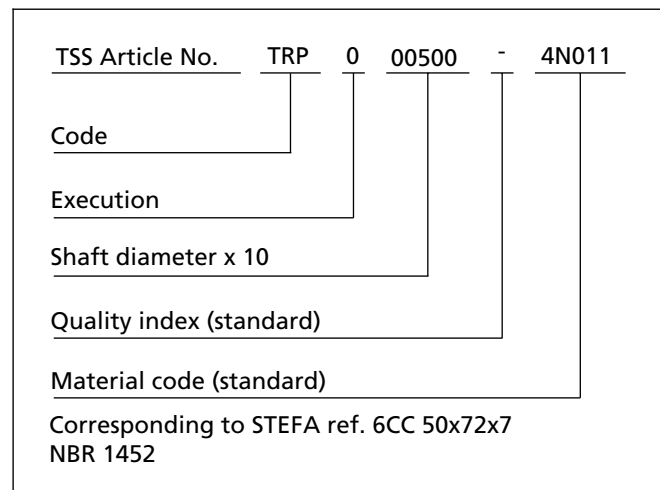 TSS Article No. TRP 0 00500 - 4N011
Code
Execution
Shaft diameter x 10
Quality index (standard)
Material code (standard)
Corresponding to STEFA ref. 6CC 50x72x7
NBR 1452